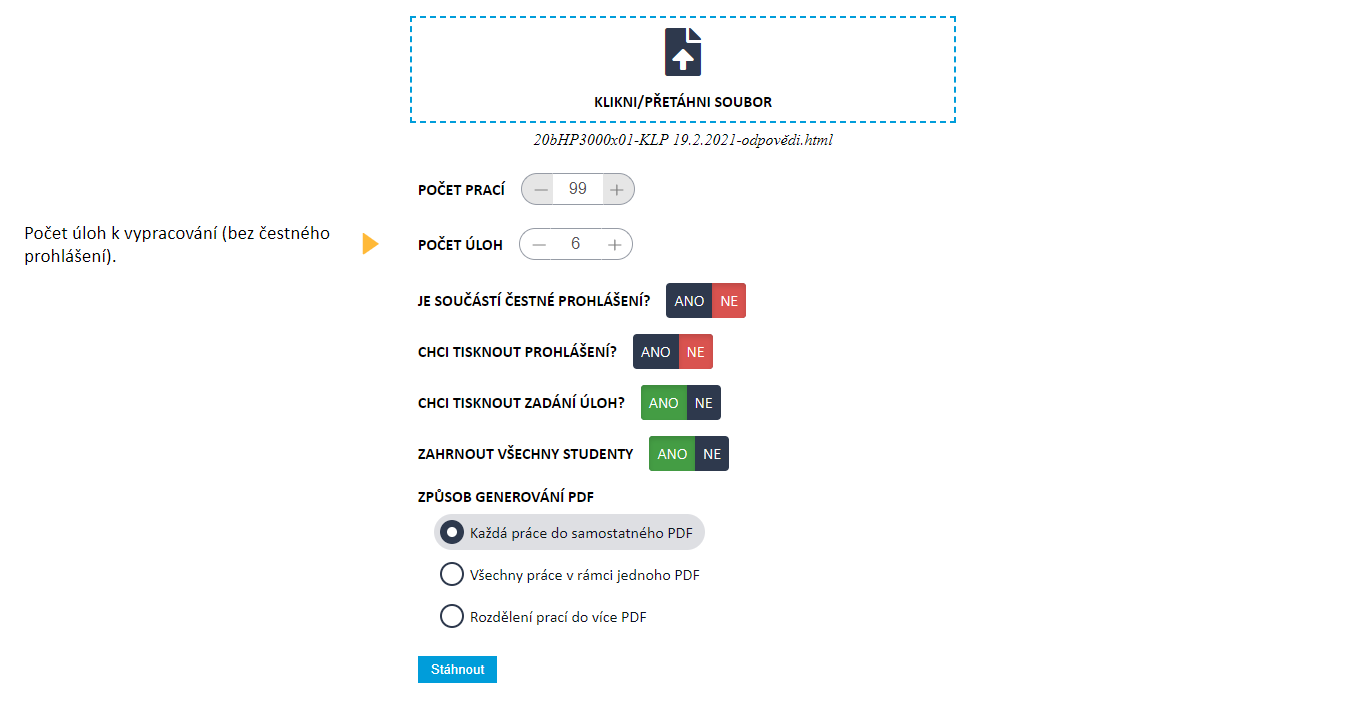 KLIKNI/PŘETÁHNI SOUBOR
20bHP3000x01-KLP 19.2.2021-odpovědi.html
POČET PRACÍ 99
Počet úloh k vypracování (bez čestného
prohlášení).
POČET ÚLOH 6
JE SOUČÁSTÍ ČESTNÉ PROHLÁŠENÍ? ANO NE
CHCI TISKNOUT PROHLÁŠENÍ? ANO NE
CHCI TISKNOUT ZADÁNÍ ÚLOH? ANO NE
ZAHRNOUT VŠECHNY STUDENTY ANO NE
ZPŮSOB GENEROVÁNÍ PDF
Každá práce do samostatného PDF
Všechny práce v rámci jednoho PDF
Rozdělení prací do více PDF
Stáhnout